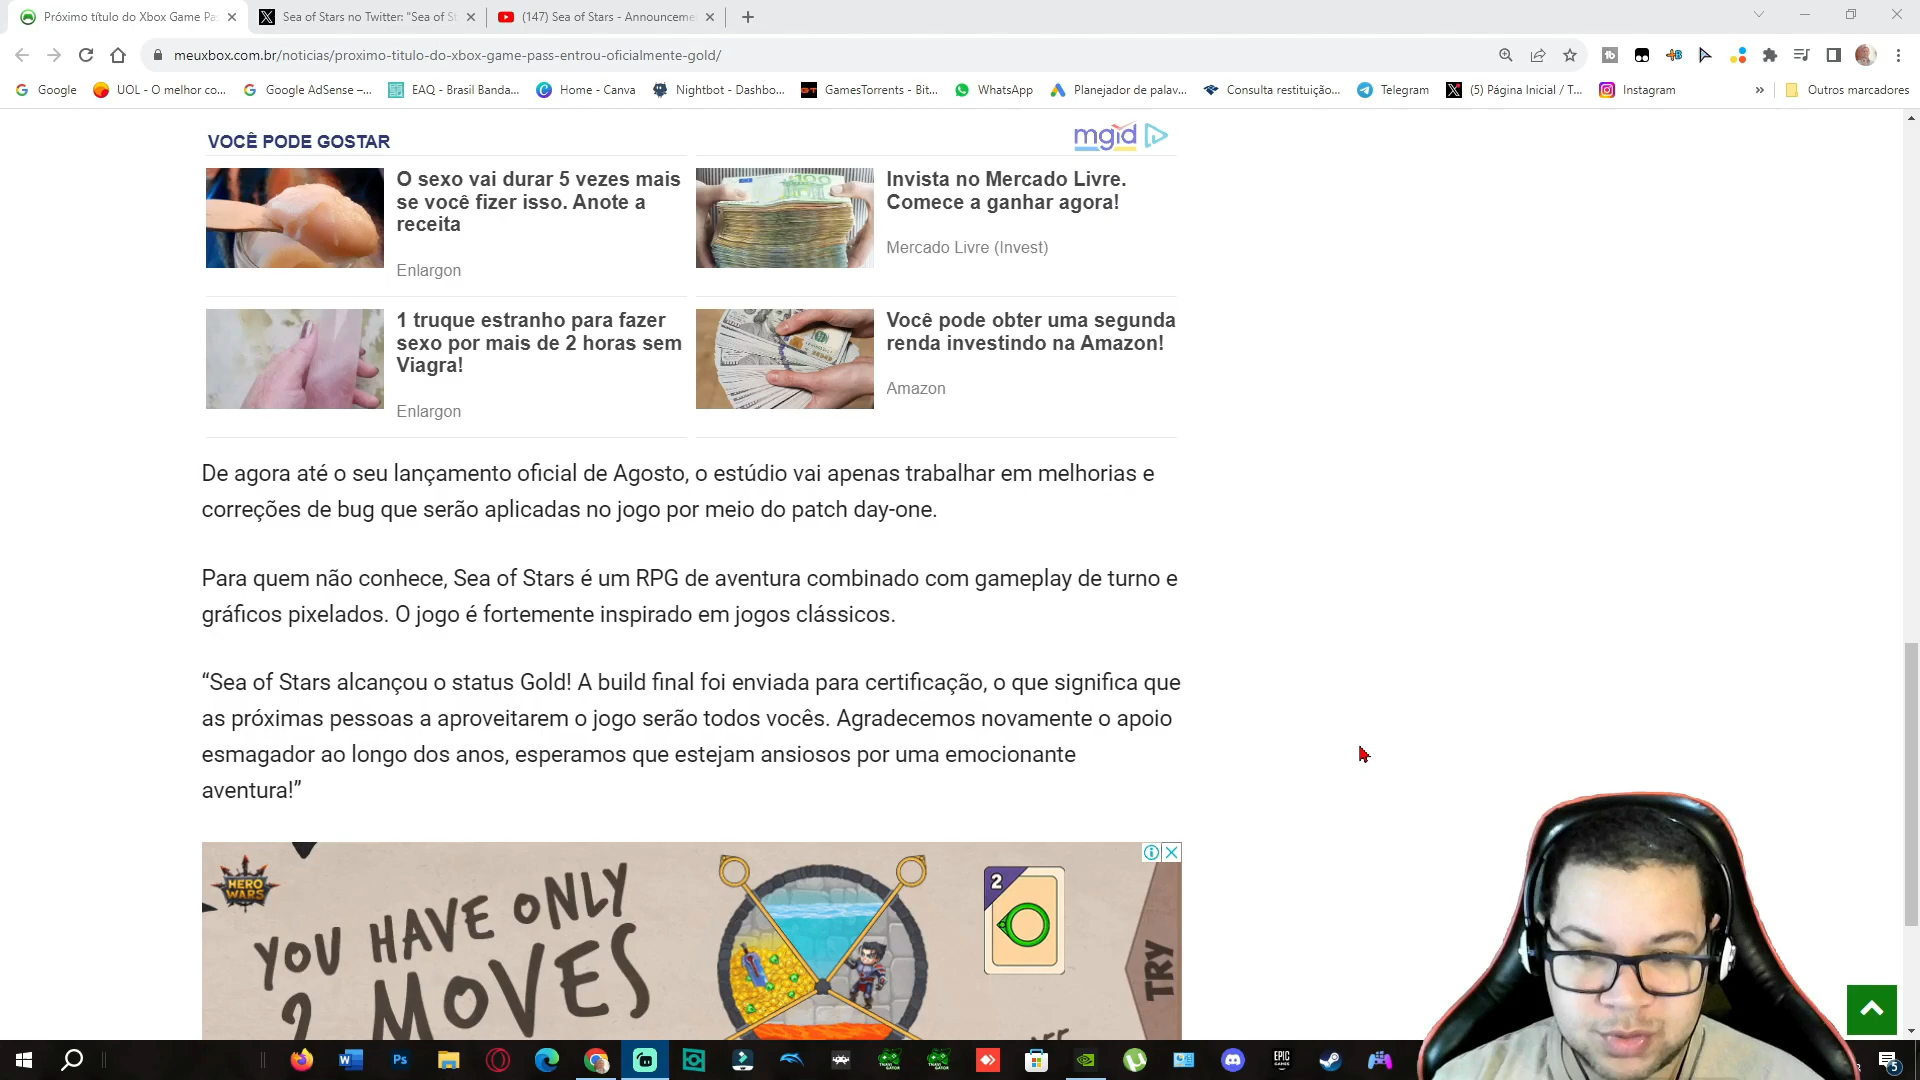 Próximo título do Xbox Game Pa
Sea of Stars no Twitter: "Sea of St
(147) Sea of Stars - Announceme
meuxbox.com.br/noticias/proximo-titulo-do-xbox-game-pass-entrou-oficialmente-gold/
Google
UOL - O melhor co...
Google AdSense –...
EAQ - Brasil Banda...
Home - Canva
Nightbot - Dashbo...
GamesTorrents - Bit...
WhatsApp
Planejador de palav...
Consulta restituição...
Telegram
(5) Página Inicial / T...
Instagram
»
Outros marcadores
VOCÊ PODE GOSTAR
mgid
O sexo vai durar 5 vezes mais
se você fizer isso. Anote a
receita
Enlargon
Invista no Mercado Livre.
Comece a ganhar agora!
Mercado Livre (Invest)
1 truque estranho para fazer
sexo por mais de 2 horas sem
Viagra!
Enlargon
Você pode obter uma segunda
renda investindo na Amazon!
Amazon
De agora até o seu lançamento oficial de Agosto, o estúdio vai apenas trabalhar em melhorias e
correções de bug que serão aplicadas no jogo por meio do patch day-one.
Para quem não conhece, Sea of Stars é um RPG de aventura combinado com gameplay de turno e
gráficos pixelados. O jogo é fortemente inspirado em jogos clássicos.
“Sea of Stars alcançou o status Gold! A build final foi enviada para certificação, o que significa que
as próximas pessoas a aproveitarem o jogo serão todos vocês. Agradecemos novamente o apoio
esmagador ao longo dos anos, esperamos que estejam ansiosos por uma emocionante
aventura!”
HERO
WARS
YOU HAVE ONLY
2 MOVES
2
TRY
Ps
EPIC
5